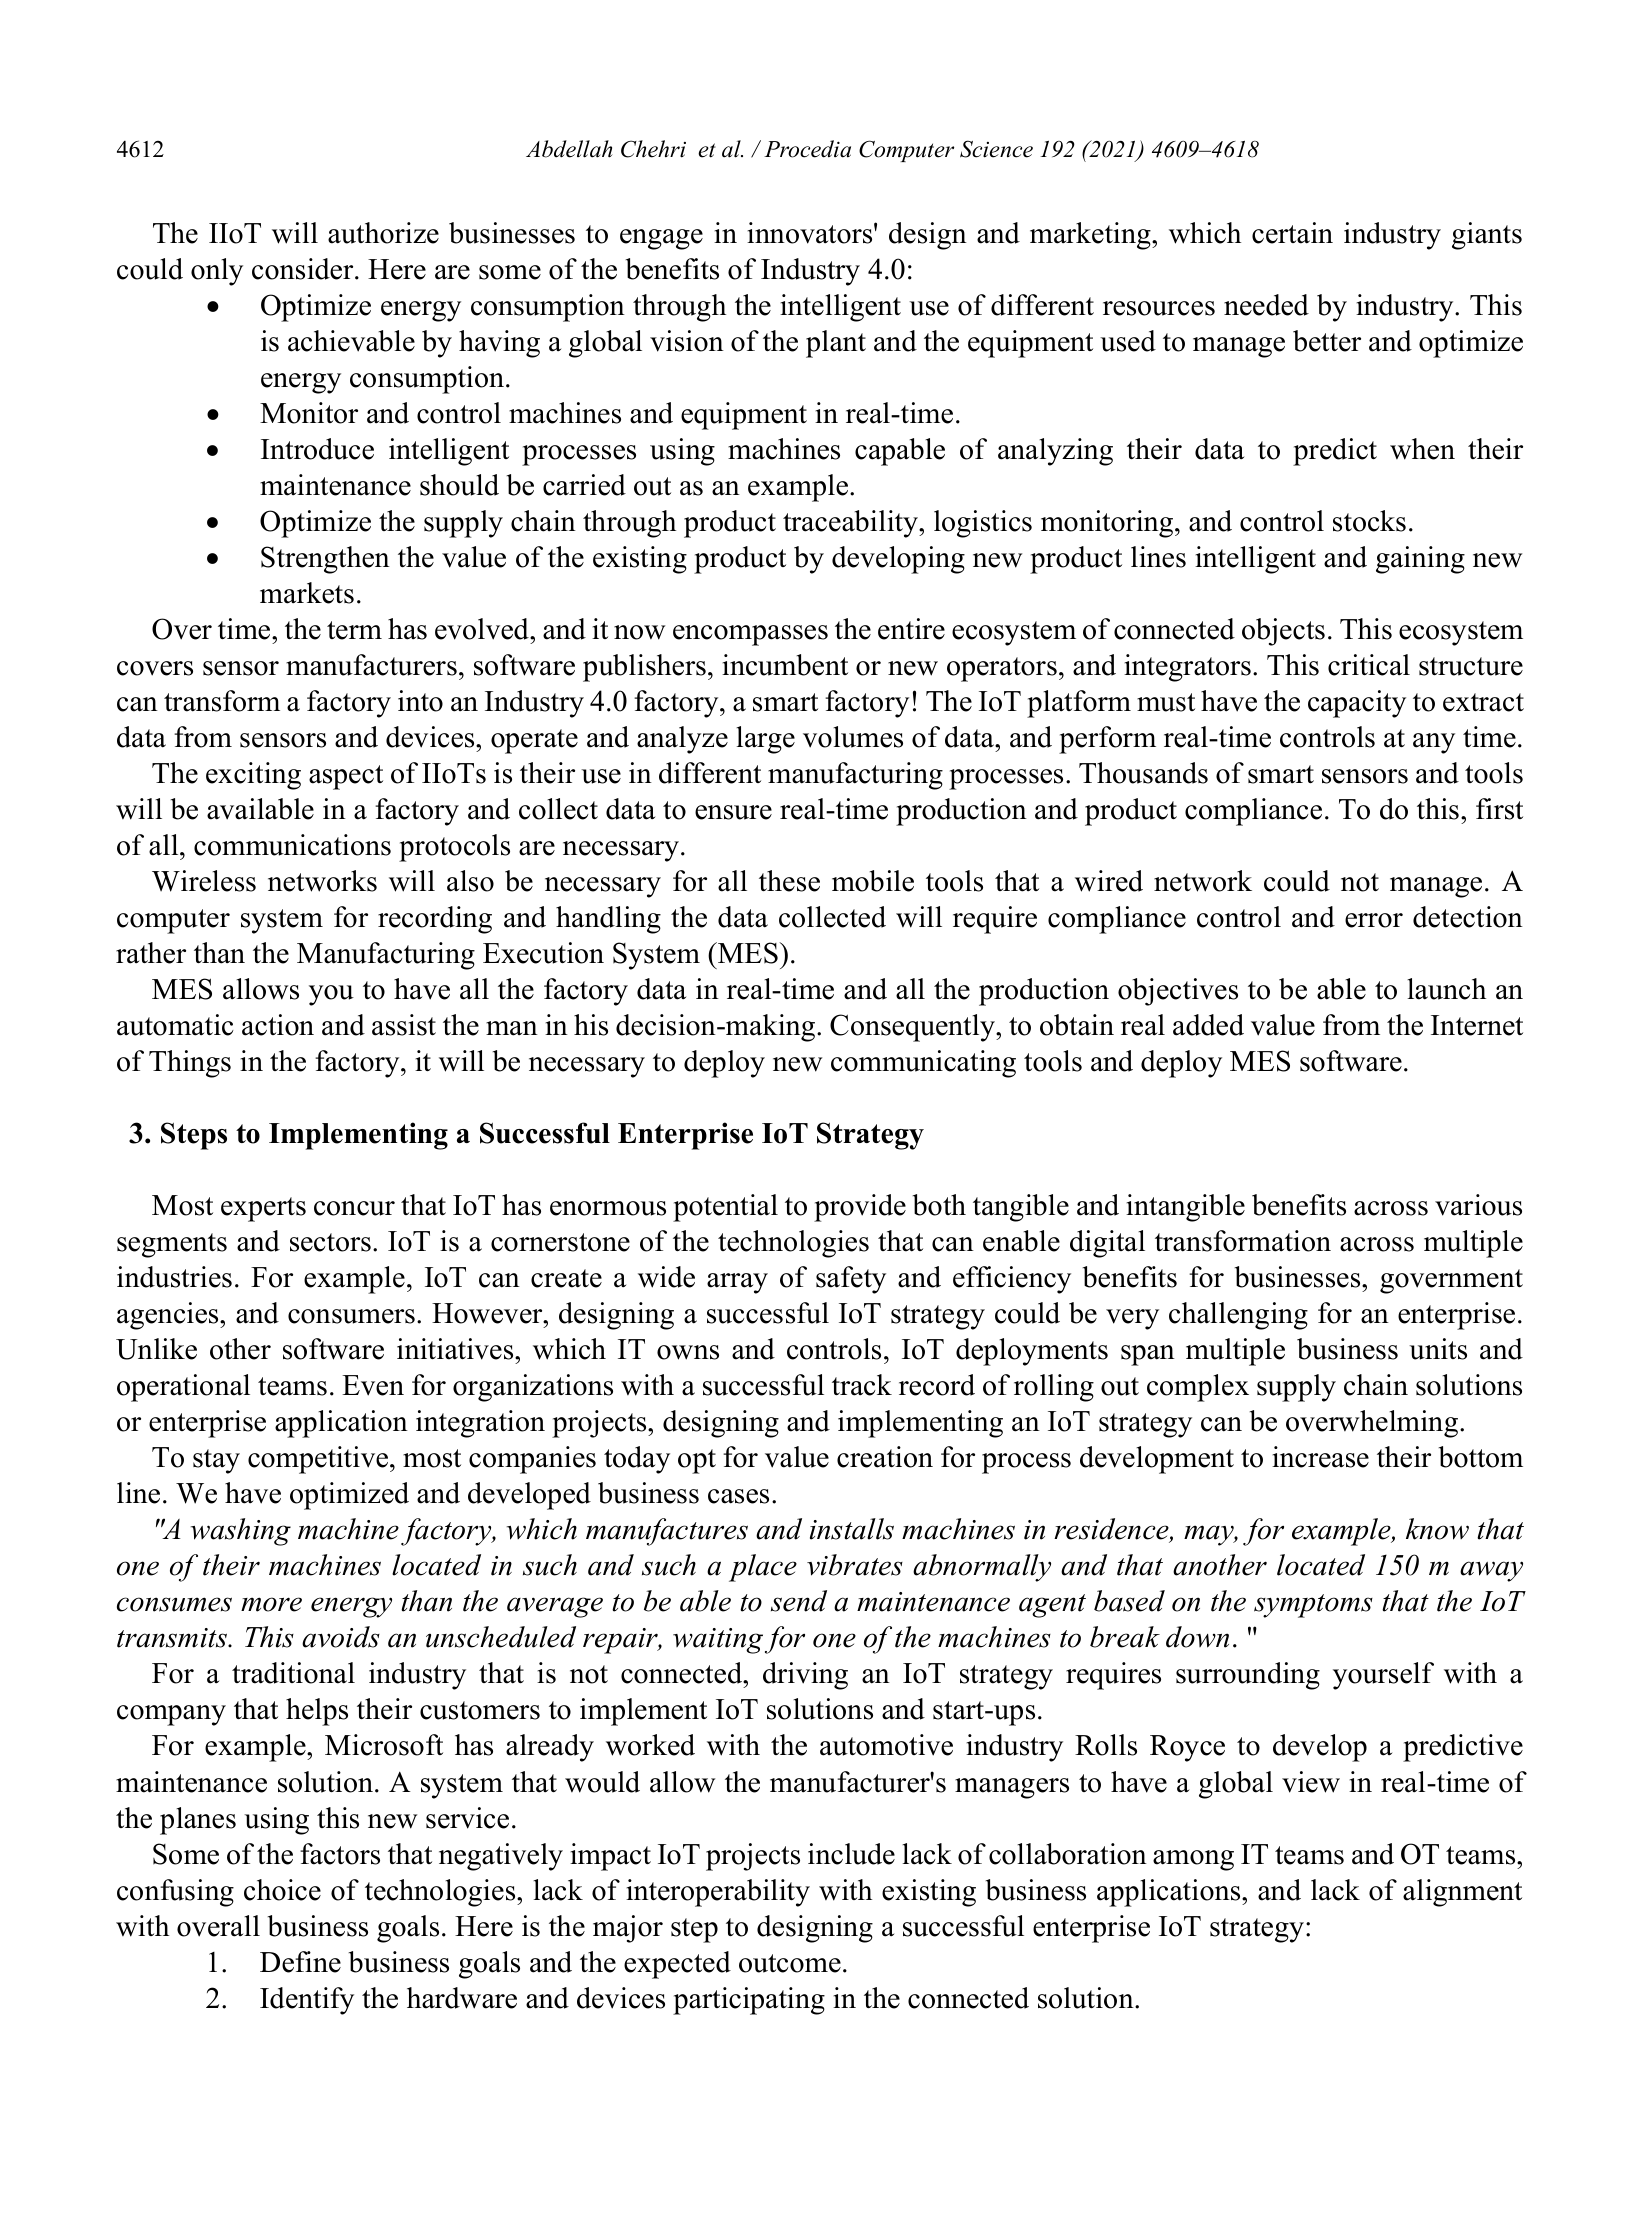 4612
Abdellah Chehri et al. / Procedia Computer Science 192 (2021) 4609–4618
The IIoT will authorize businesses to engage in innovators' design and marketing, which certain industry giants
could only consider. Here are some of the benefits of Industry 4.0:
• Optimize energy consumption through the intelligent use of different resources needed by industry. This
is achievable by having a global vision of the plant and the equipment used to manage better and optimize
energy consumption.
• Monitor and control machines and equipment in real-time.
• Introduce intelligent processes using machines capable of analyzing their data to predict when their
maintenance should be carried out as an example.
• Optimize the supply chain through product traceability, logistics monitoring, and control stocks.
• Strengthen the value of the existing product by developing new product lines intelligent and gaining new
markets.
Over time, the term has evolved, and it now encompasses the entire ecosystem of connected objects. This ecosystem
covers sensor manufacturers, software publishers, incumbent or new operators, and integrators. This critical structure
can transform a factory into an Industry 4.0 factory, a smart factory! The IoT platform must have the capacity to extract
data from sensors and devices, operate and analyze large volumes of data, and perform real-time controls at any time.
The exciting aspect of IIoTs is their use in different manufacturing processes. Thousands of smart sensors and tools
will be available in a factory and collect data to ensure real-time production and product compliance. To do this, first
of all, communications protocols are necessary.
Wireless networks will also be necessary for all these mobile tools that a wired network could not manage. A
computer system for recording and handling the data collected will require compliance control and error detection
rather than the Manufacturing Execution System (MES).
MES allows you to have all the factory data in real-time and all the production objectives to be able to launch an
automatic action and assist the man in his decision-making. Consequently, to obtain real added value from the Internet
of Things in the factory, it will be necessary to deploy new communicating tools and deploy MES software.
3. Steps to Implementing a Successful Enterprise IoT Strategy
Most experts concur that IoT has enormous potential to provide both tangible and intangible benefits across various
segments and sectors. IoT is a cornerstone of the technologies that can enable digital transformation across multiple
industries. For example, IoT can create a wide array of safety and efficiency benefits for businesses, government
agencies, and consumers. However, designing a successful IoT strategy could be very challenging for an enterprise.
Unlike other software initiatives, which IT owns and controls, IoT deployments span multiple business units and
operational teams. Even for organizations with a successful track record of rolling out complex supply chain solutions
or enterprise application integration projects, designing and implementing an IoT strategy can be overwhelming.
To stay competitive, most companies today opt for value creation for process development to increase their bottom
line. We have optimized and developed business cases.
"A washing machine factory, which manufactures and installs machines in residence, may, for example, know that
one of their machines located in such and such a place vibrates abnormally and that another located 150 m away
consumes more energy than the average to be able to send a maintenance agent based on the symptoms that the IoT
transmits. This avoids an unscheduled repair, waiting for one of the machines to break down. "
For a traditional industry that is not connected, driving an IoT strategy requires surrounding yourself with a
company that helps their customers to implement IoT solutions and start-ups.
For example, Microsoft has already worked with the automotive industry Rolls Royce to develop a predictive
maintenance solution. A system that would allow the manufacturer's managers to have a global view in real-time of
the planes using this new service.
Some of the factors that negatively impact IoT projects include lack of collaboration among IT teams and OT teams,
confusing choice of technologies, lack of interoperability with existing business applications, and lack of alignment
with overall business goals. Here is the major step to designing a successful enterprise IoT strategy:
1. Define business goals and the expected outcome.
2. Identify the hardware and devices participating in the connected solution.